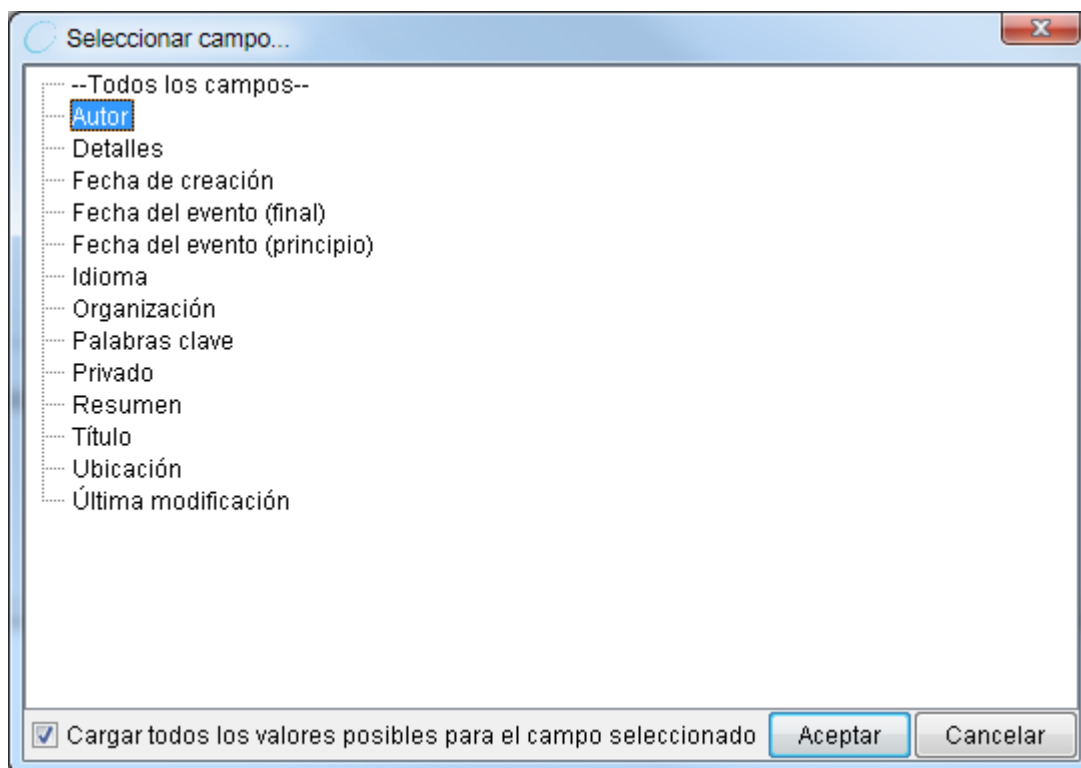 Seleccionar campo...
--Todos los campos--
Autor
Detalles
Fecha de creación
Fecha del evento (final)
Fecha del evento (principio)
Idioma
Organización
Palabras clave
Privado
Resumen
Título
Ubicación
Última modificación
Cargar todos los valores posibles para el campo seleccionado Aceptar Cancelar